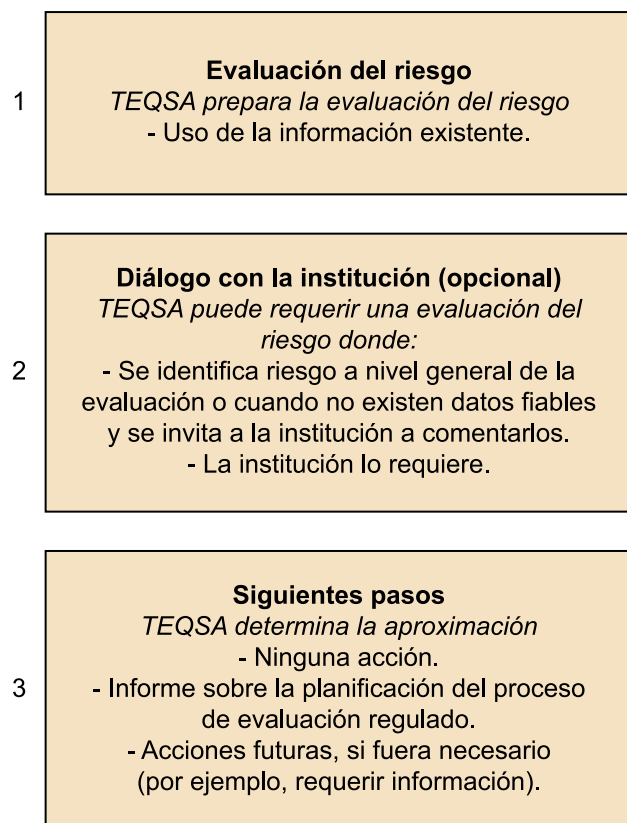 1
Evaluación del riesgo
TEQSA prepara la evaluación del riesgo
- Uso de la información existente.
2
Diálogo con la institución (opcional)
TEQSA puede requerir una evaluación del
riesgo donde:
- Se identifica riesgo a nivel general de la
evaluación o cuando no existen datos fiables
y se invita a la institución a comentarlos.
- La institución lo requiere.
3
Siguientes pasos
TEQSA determina la aproximación
- Ninguna acción.
- Informe sobre la planificación del proceso
de evaluación regulado.
- Acciones futuras, si fuera necesario
(por ejemplo, requerir información).